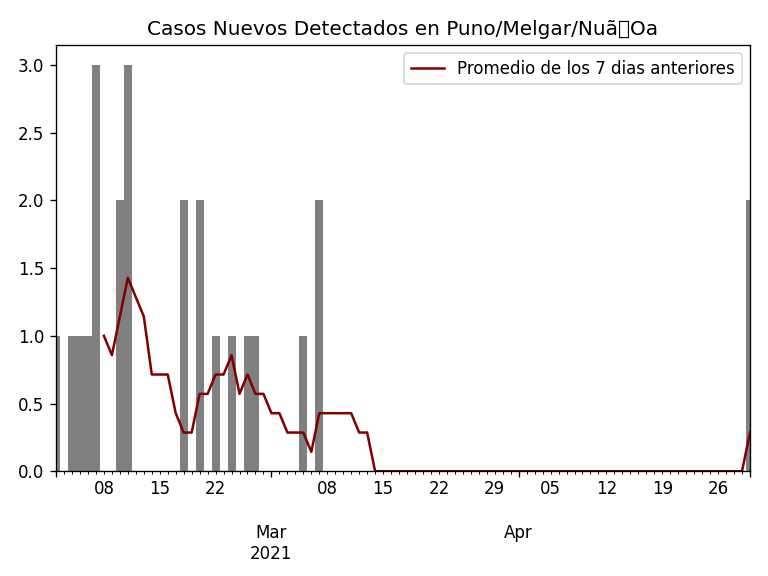 Casos Nuevos Detectados en Puno/Melgar/Nuã▯Oa
Promedio de los 7 dias anteriores
3.0
2.5
2.0
1.5
1.0
0.5
0.0
08 15 22 08 15 22 29 05 12 19 26
Mar Apr
2021